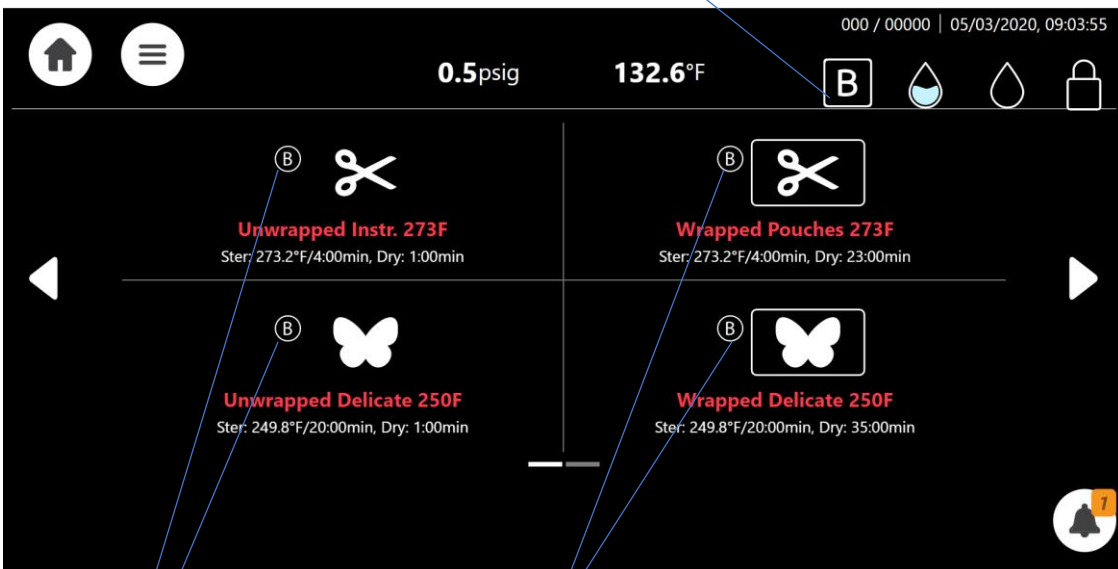 000 / 00000 | 05/03/2020, 09:03:55
0.5psig 132.6°F B
B
B
Unwrapped Instr. 273F
Wrapped Pouches 273F
Ster: 273.2°F/4:00min, Dry: 1:00min
Ster: 273.2°F/4:00min, Dry: 23:00min
B
B
Unwrapped Delicate 250F
Wrapped Delicate 250F
Ster: 249.8°F/20:00min, Dry: 1:00min
Ster: 249.8°F/20:00min, Dry: 35:00min
1